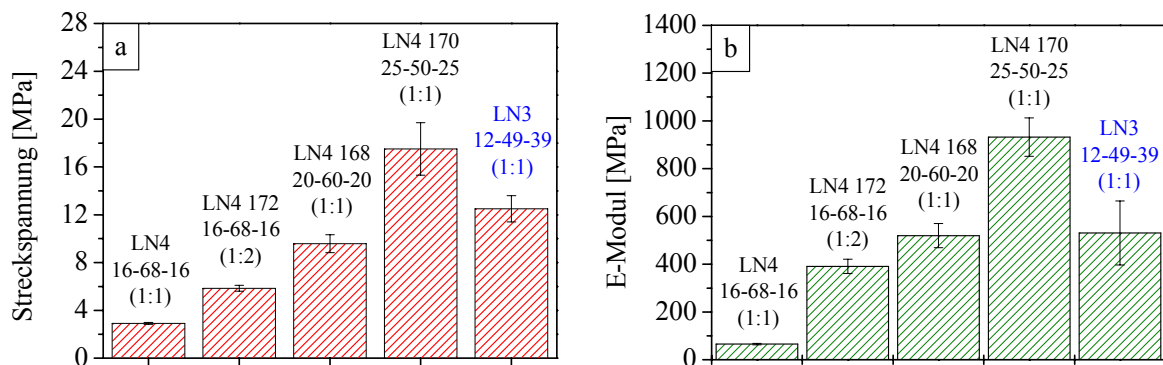 a
Streckspannung [MPa]
28
24
20
16
12
8
4
0
LN4
16-68-16
(1:1)
LN4 172
16-68-16
(1:2)
LN4 168
20-60-20
(1:1)
LN4 170
25-50-25
(1:1)
LN3
12-49-39
(1:1)
b
E-Modul [MPa]
1400
1200
1000
800
600
400
200
0
LN4
16-68-16
(1:1)
LN4 172
16-68-16
(1:2)
LN4 168
20-60-20
(1:1)
LN4 170
25-50-25
(1:1)
LN3
12-49-39
(1:1)